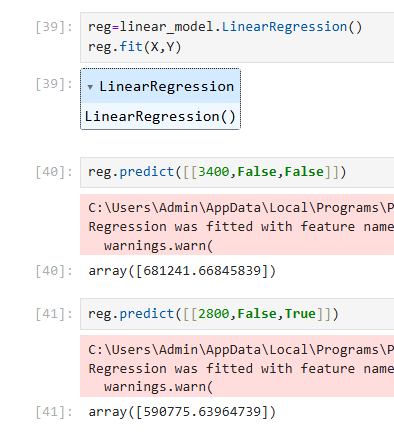 [39]: reg=linear_model.LinearRegression()
reg.fit(X,Y)
[39]: ▾ LinearRegression
LinearRegression()
[40]: reg.predict([[3400,False,False]])
C:\Users\Admin\AppData\Local\Programs\P
Regression was fitted with feature name
warnings.warn(
[40]: array([681241.66845839])
[41]: reg.predict([[2800,False,True]])
C:\Users\Admin\AppData\Local\Programs\P
Regression was fitted with feature name
warnings.warn(
[41]: array([590775.63964739])